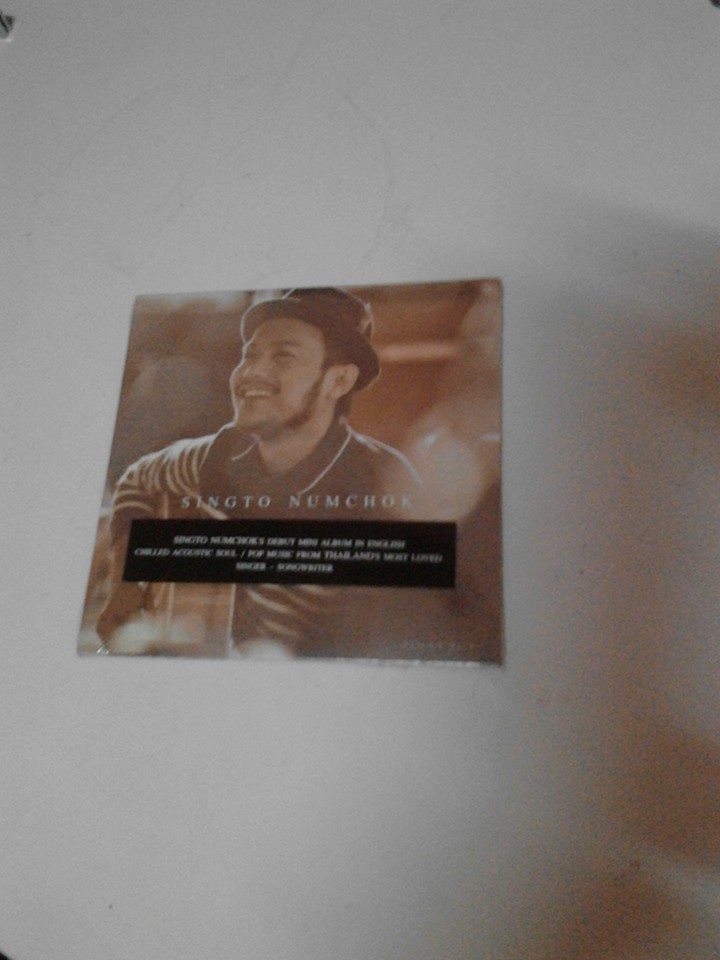 SINGTO NUMCHOK
SINGTO NUMCHOK'S DEBUT MINI ALBUM IN ENGLISH
CHILLED ACOUSTIC SOUL / POP MUSIC FROM THAILAND'S MOST LOVED
SINGER - SONGWRITER